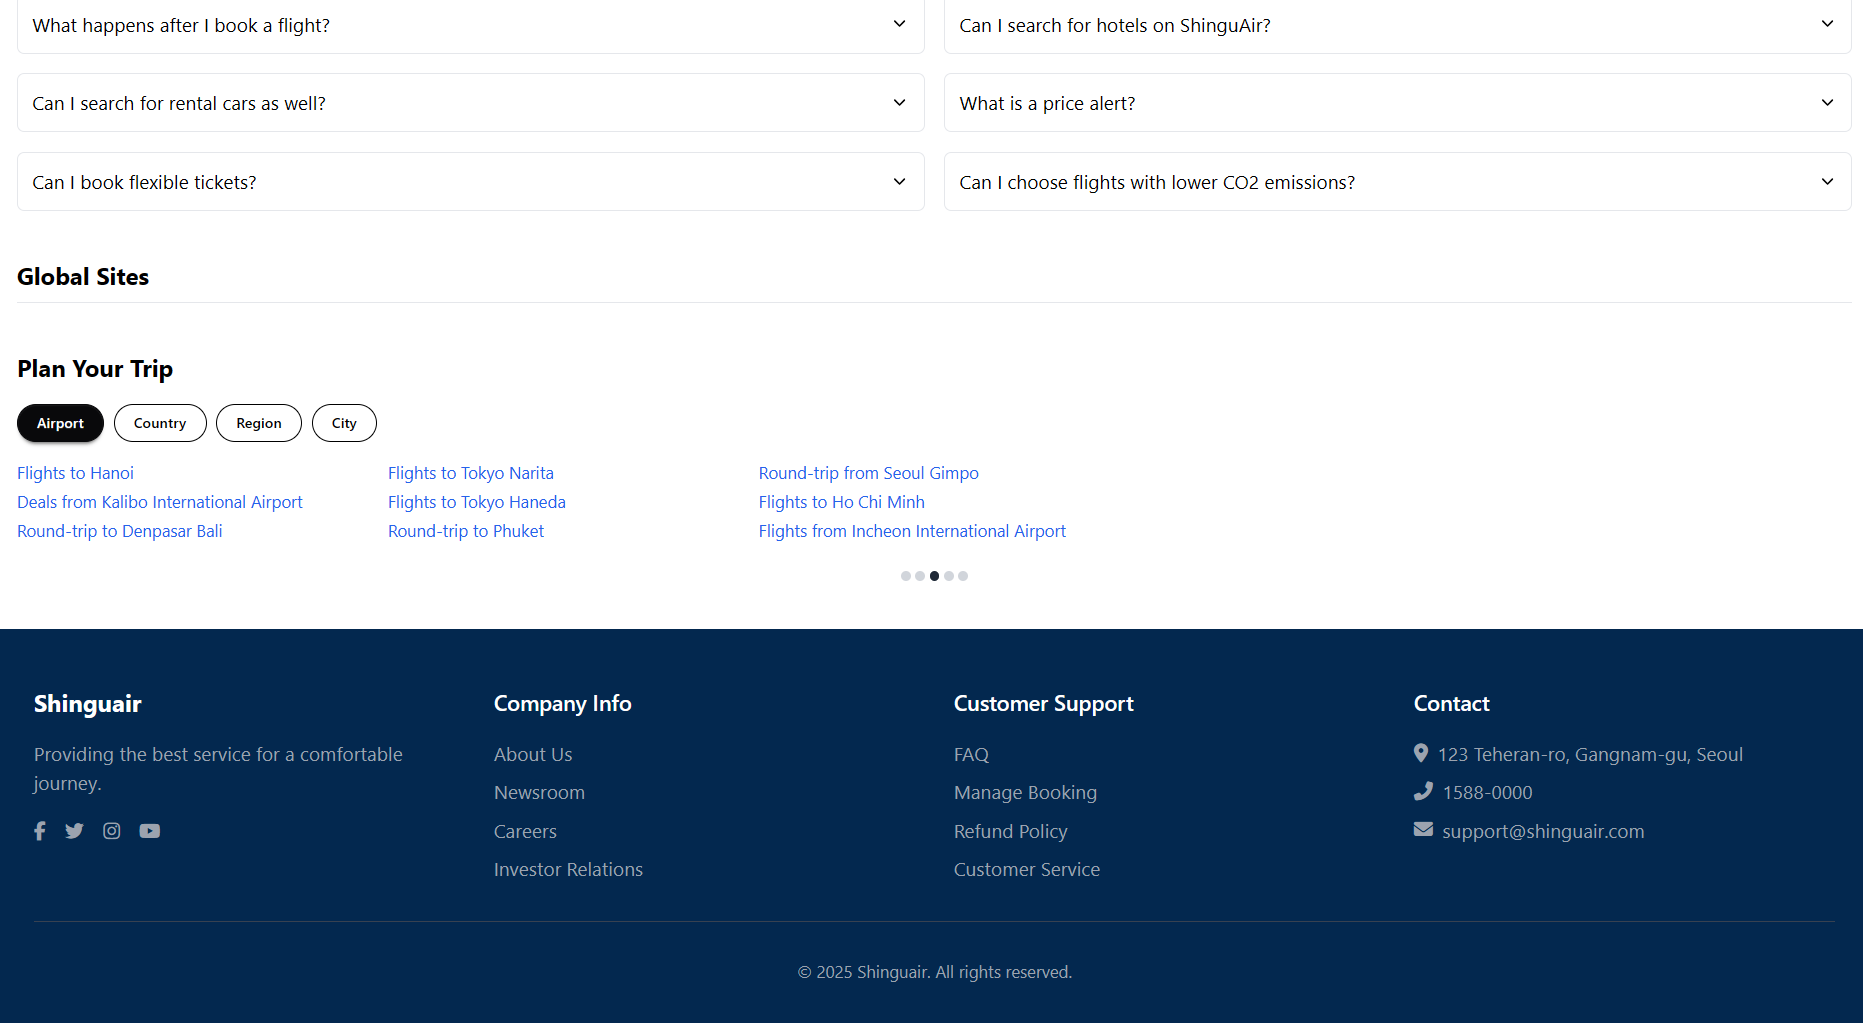 What happens after I book a flight?
Can I search for hotels on ShinguAir?
Can I search for rental cars as well?
What is a price alert?
Can I book flexible tickets?
Can I choose flights with lower CO2 emissions?
Global Sites
Plan Your Trip
Airport
Country
Region
City
Flights to Hanoi
Deals from Kalibo International Airport
Round-trip to Denpasar Bali
Flights to Tokyo Narita
Flights to Tokyo Haneda
Round-trip to Phuket
Round-trip from Seoul Gimpo
Flights to Ho Chi Minh
Flights from Incheon International Airport
Shinguair
Providing the best service for a comfortable
journey.
Company Info
About Us
Newsroom
Careers
Investor Relations
Customer Support
FAQ
Manage Booking
Refund Policy
Customer Service
Contact
123 Teheran-ro, Gangnam-gu, Seoul
1588-0000
support@shinguair.com
© 2025 Shinguair. All rights reserved.